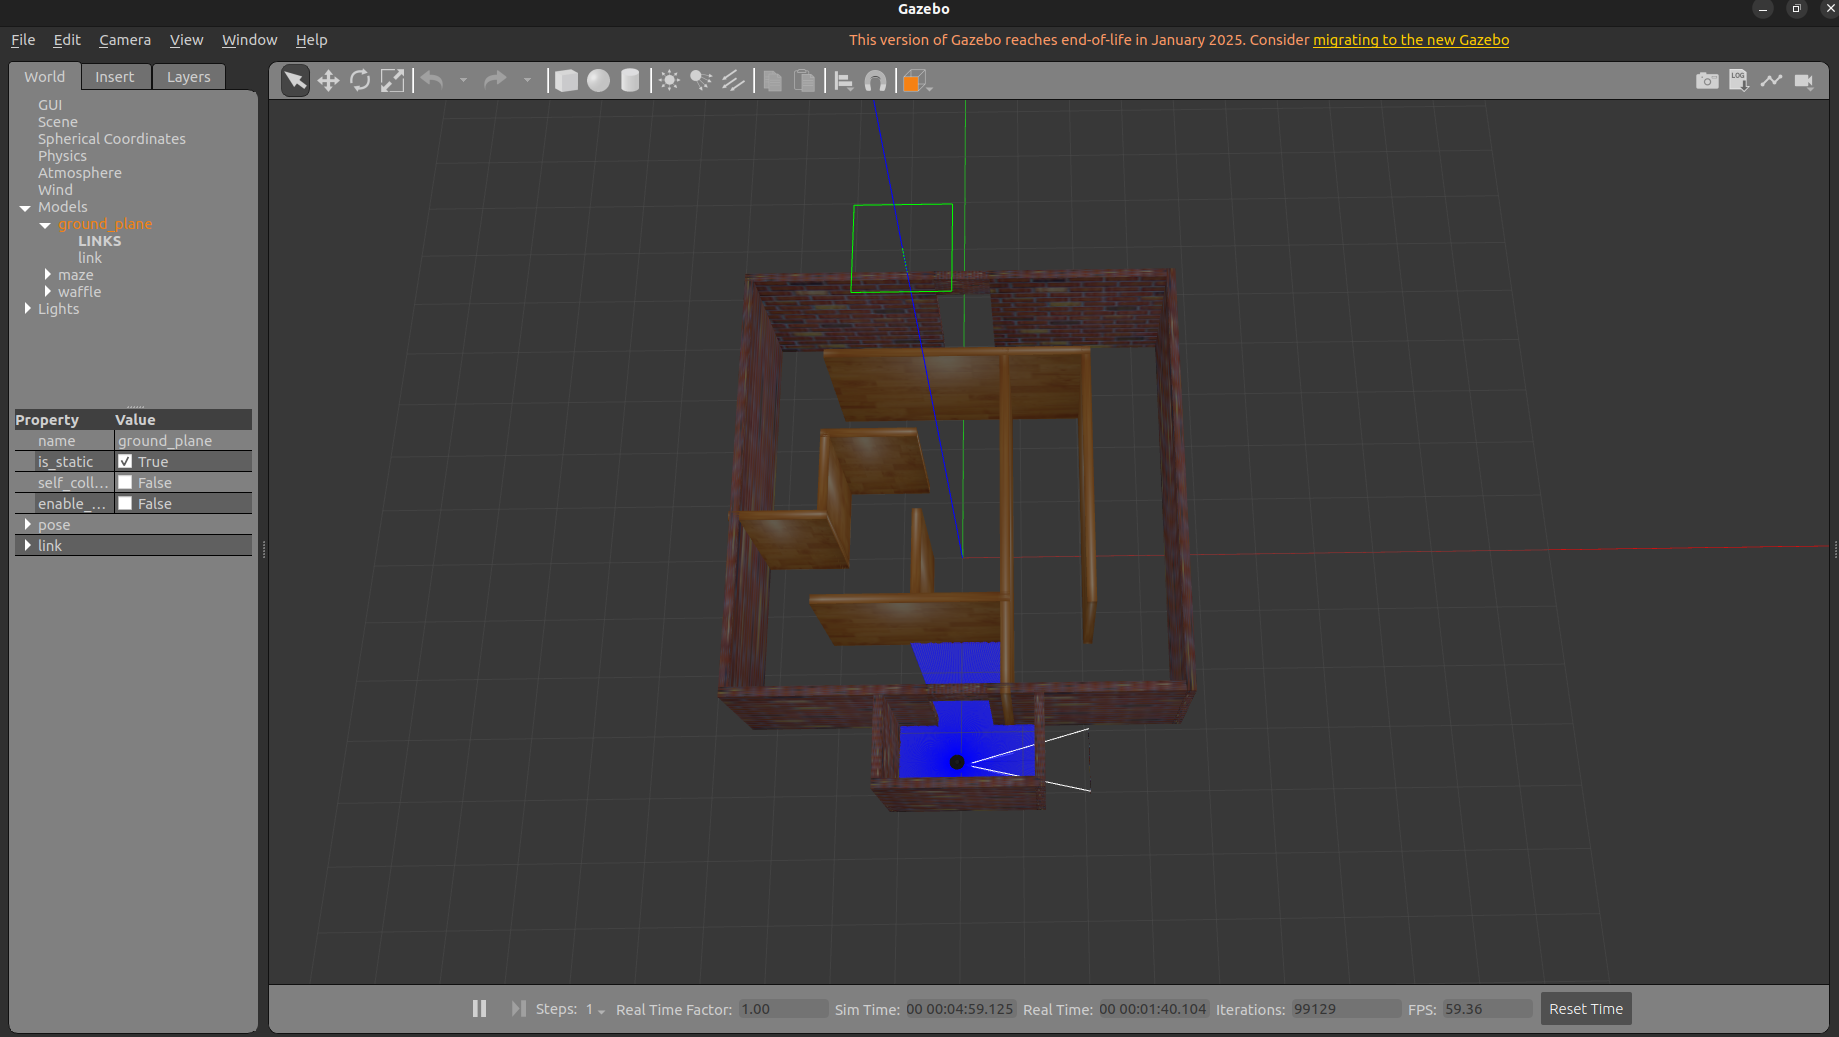 Gazebo
File Edit Camera View Window Help
This version of Gazebo reaches end-of-life in January 2025. Consider migrating to the new Gazebo
World Insert Layers
LOG
GUI
Scene
Spherical Coordinates
Physics
Atmosphere
Wind
Models
ground_plane
LINKS
link
maze
waffle
Lights
Property Value
name ground_plane
is_static True
self_coll... False
enable_... False
pose
link
Steps: 1 Real Time Factor: 1.00 Sim Time: 00 00:04:59.125 Real Time: 00 00:01:40.104 Iterations: 99129 FPS: 59.36 Reset Time